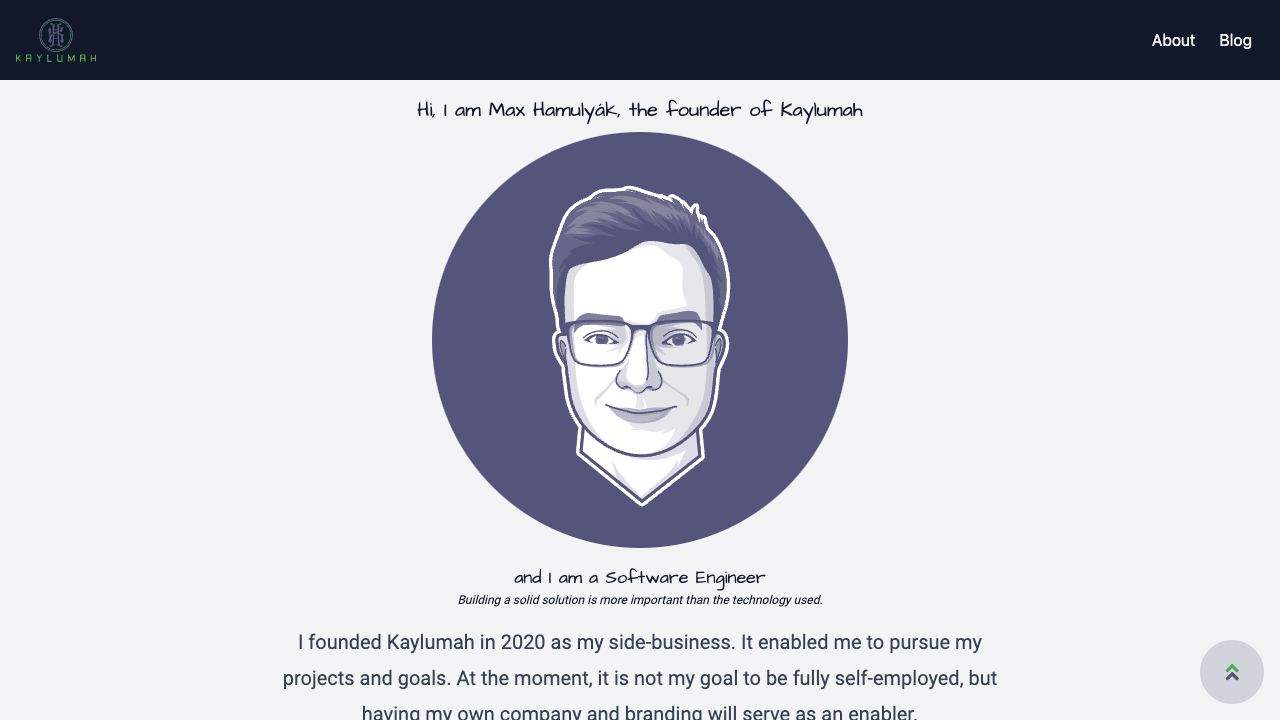 KAYLUMAH
About Blog
Hi, I am Max Hamulyák, the founder of Kaylumah
and I am a Software Engineer
Building a solid solution is more important than the technology used.
I founded Kaylumah in 2020 as my side-business. It enabled me to pursue my
projects and goals. At the moment, it is not my goal to be fully self-employed, but
having my own company and branding will serve as an enabler.